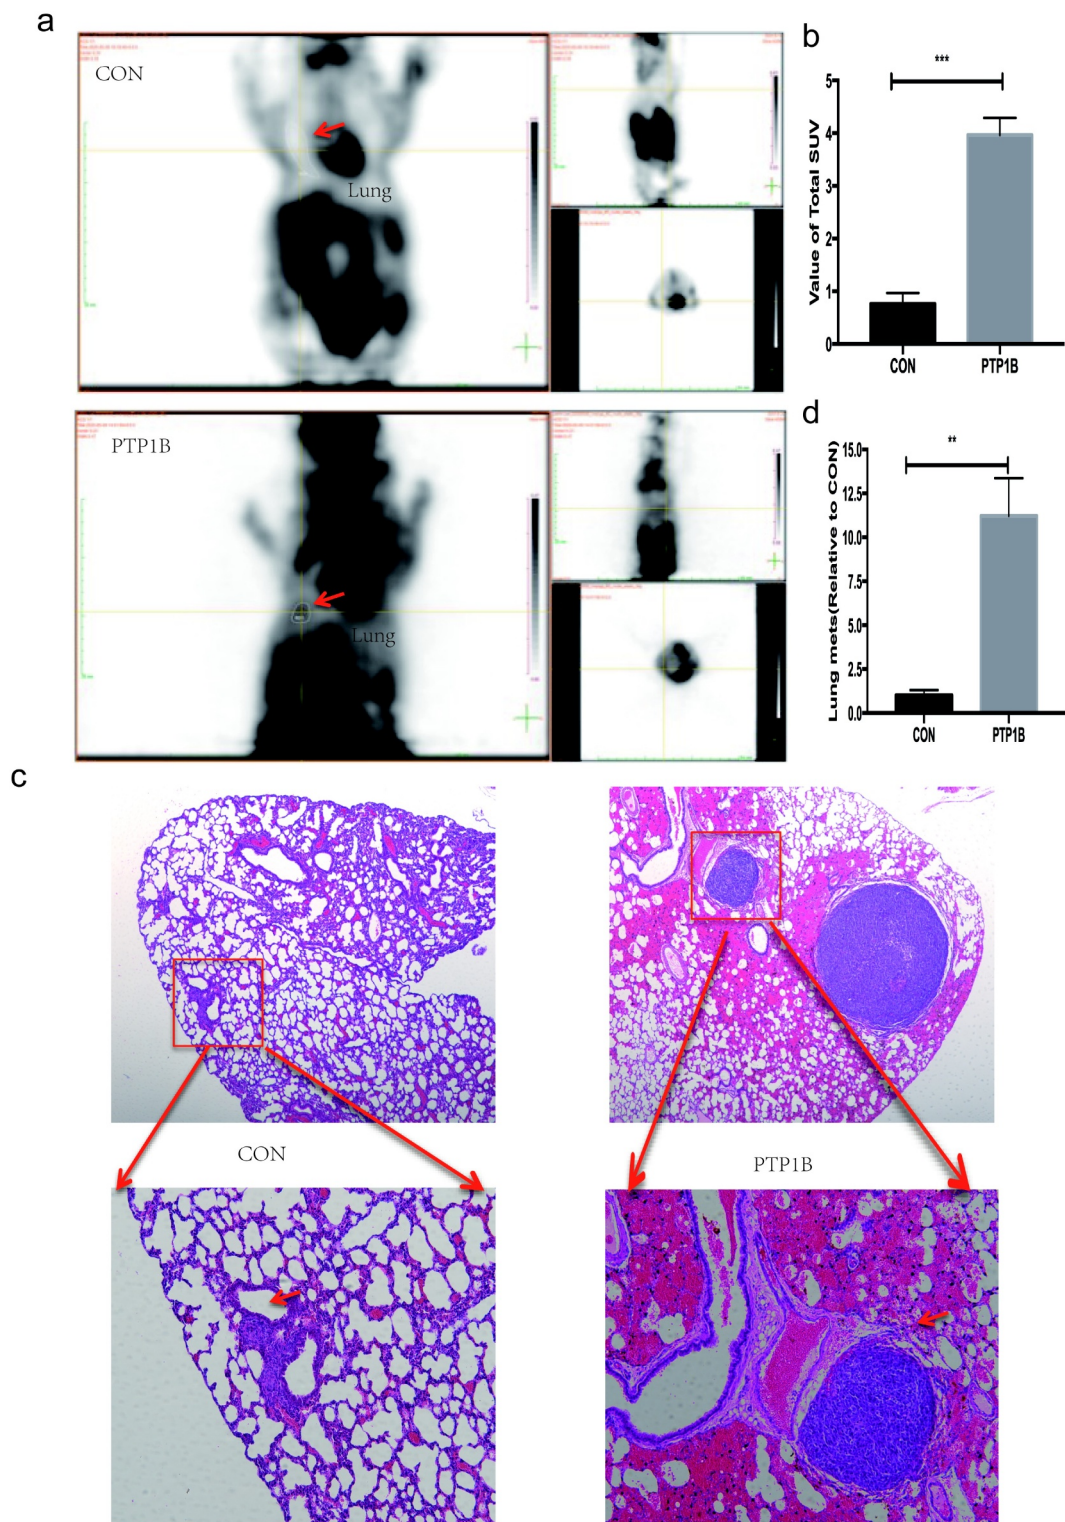 a
CON
Lung
b
***
Value of Total SUV
5
4
3
2
1
0
CON
PTP1B
PTP1B
Lung
d
**
Lung mets(Relative to CON)
15.0
12.5
10.0
7.5
5.0
2.5
0.0
CON
PTP1B
c
CON
PTP1B